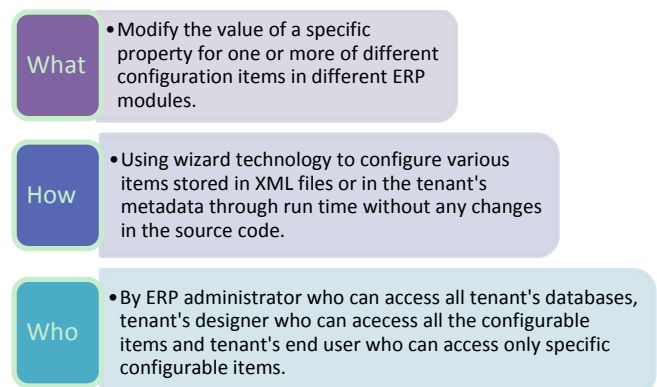 What
•Modify the value of a specific
property for one or more of different
configuration items in different ERP
modules.
How
•Using wizard technology to configure various
items stored in XML files or in the tenant's
metadata through run time without any changes
in the source code.
Who
•By ERP administrator who can access all tenant's databases,
tenant's designer who can acecess all the configurable
items and tenant's end user who can access only specific
configurable items.